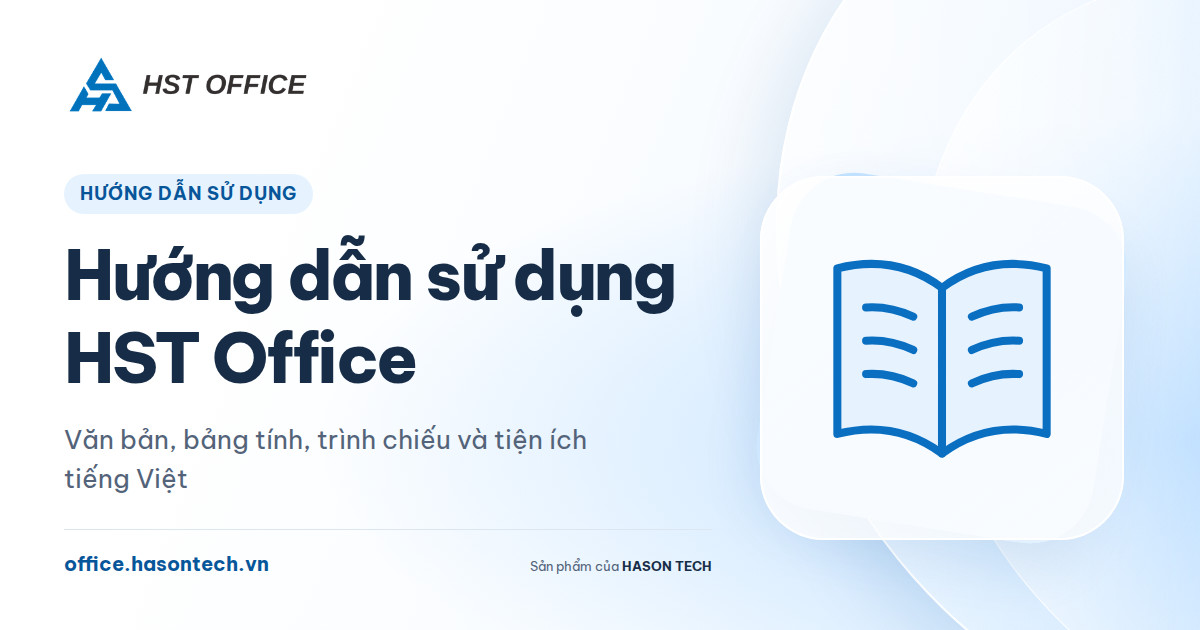 HST OFFICE
HƯỚNG DẪN SỬ DỤNG
Hướng dẫn sử dụng
HST Office
Văn bản, bảng tính, trình chiếu và tiện ích
tiếng Việt
office.hasontech.vn
Sản phẩm của HASON TECH